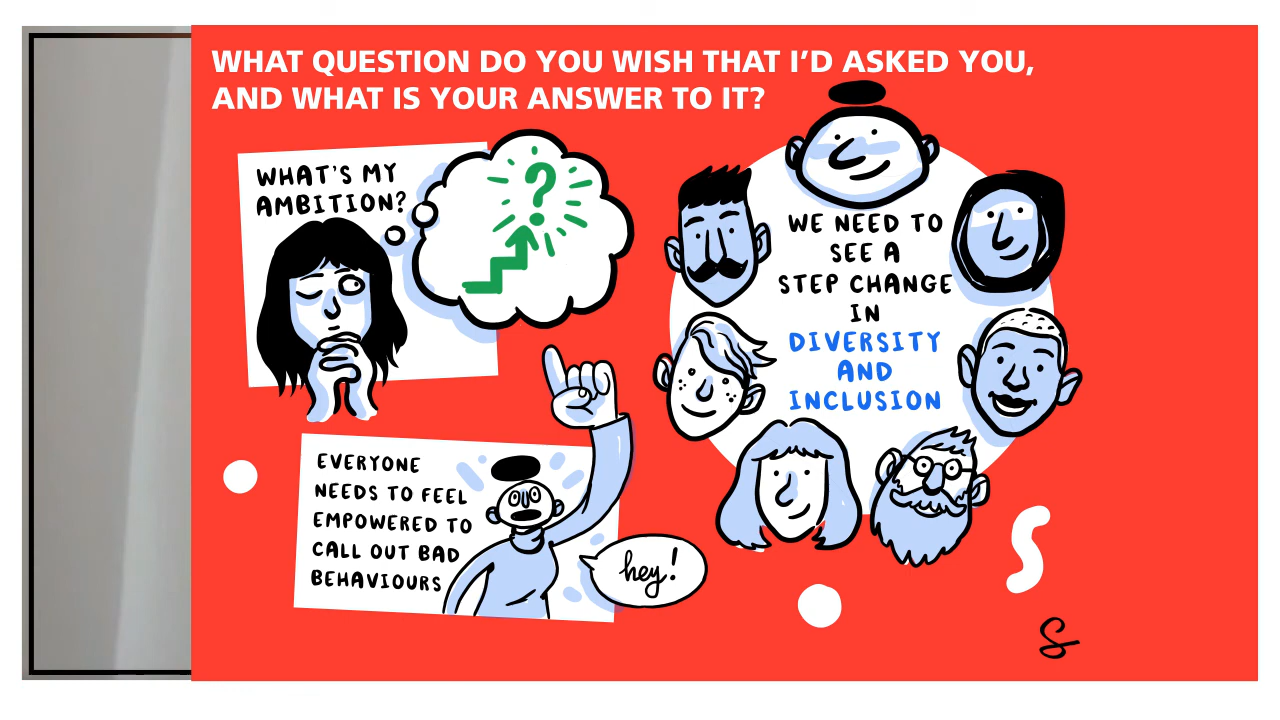 WHAT QUESTION DO YOU WISH THAT I'D ASKED YOU,
AND WHAT IS YOUR ANSWER TO IT?
WHAT'S MY
AMBITION?
?
WE NEED TO
SEE A
STEP CHANGE
IN
DIVERSITY
AND
INCLUSION
EVERYONE
NEEDS TO FEEL
EMPOWERED TO
CALL OUT BAD
BEHAVIOURS
hey!